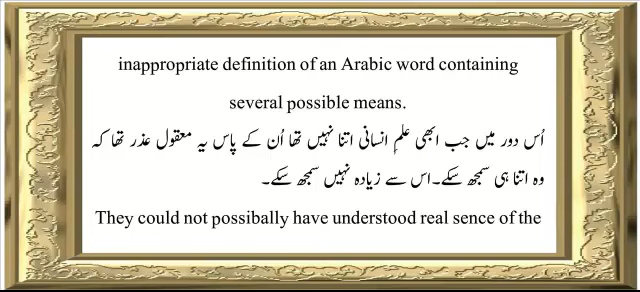 inappropriate definition of an Arabic word containing
several possible means.
اُس دور میں جب ابھی علمِ انسانی اتنا نہیں تھا اُن کے پاس یہ معقول عذر تھا کہ
وہ اتنا ہی سمجھ سکے۔اس سے زیادہ نہیں سمجھ سکے۔
They could not possibally have understood real sence of the